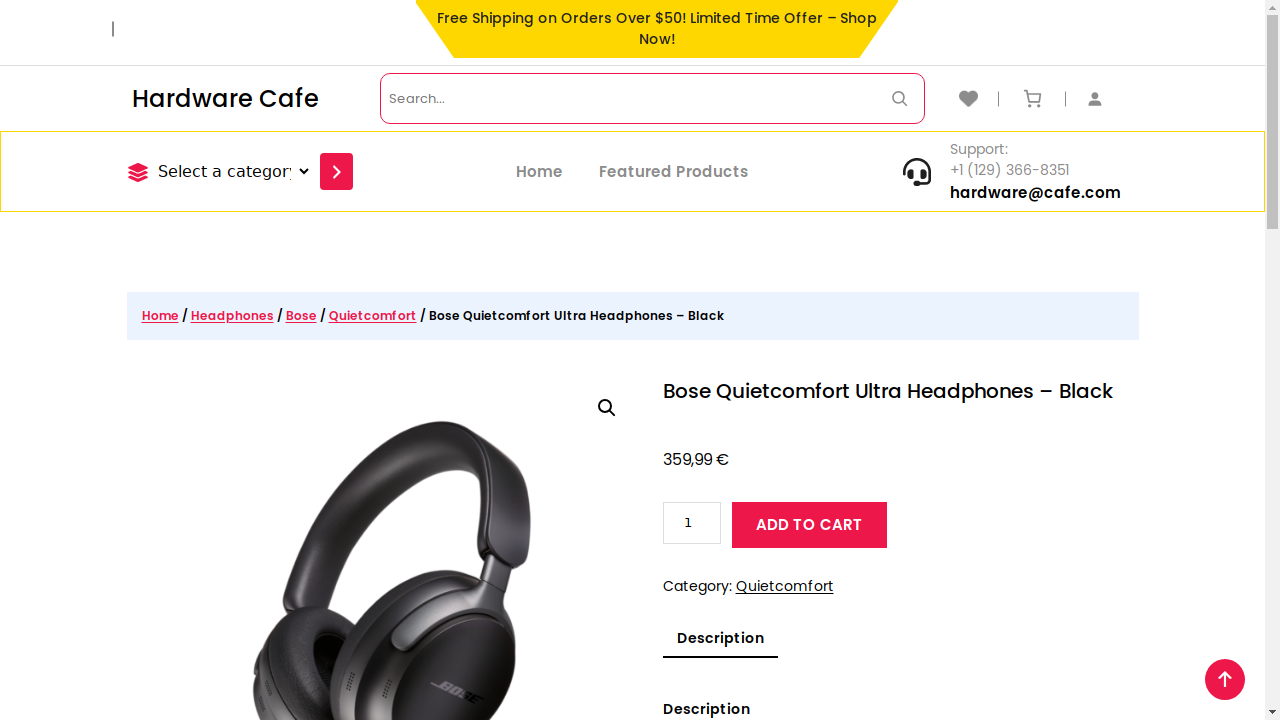 Free Shipping on Orders Over $50! Limited Time Offer – Shop
Now!
Hardware Cafe
Search...
Select a category
Home
Featured Products
Support:
+1 (129) 366-8351
hardware@cafe.com
Home / Headphones / Bose / Quietcomfort / Bose Quietcomfort Ultra Headphones – Black
Bose Quietcomfort Ultra Headphones – Black
359,99 €
1
ADD TO CART
Category: Quietcomfort
Description
BOSE
Description